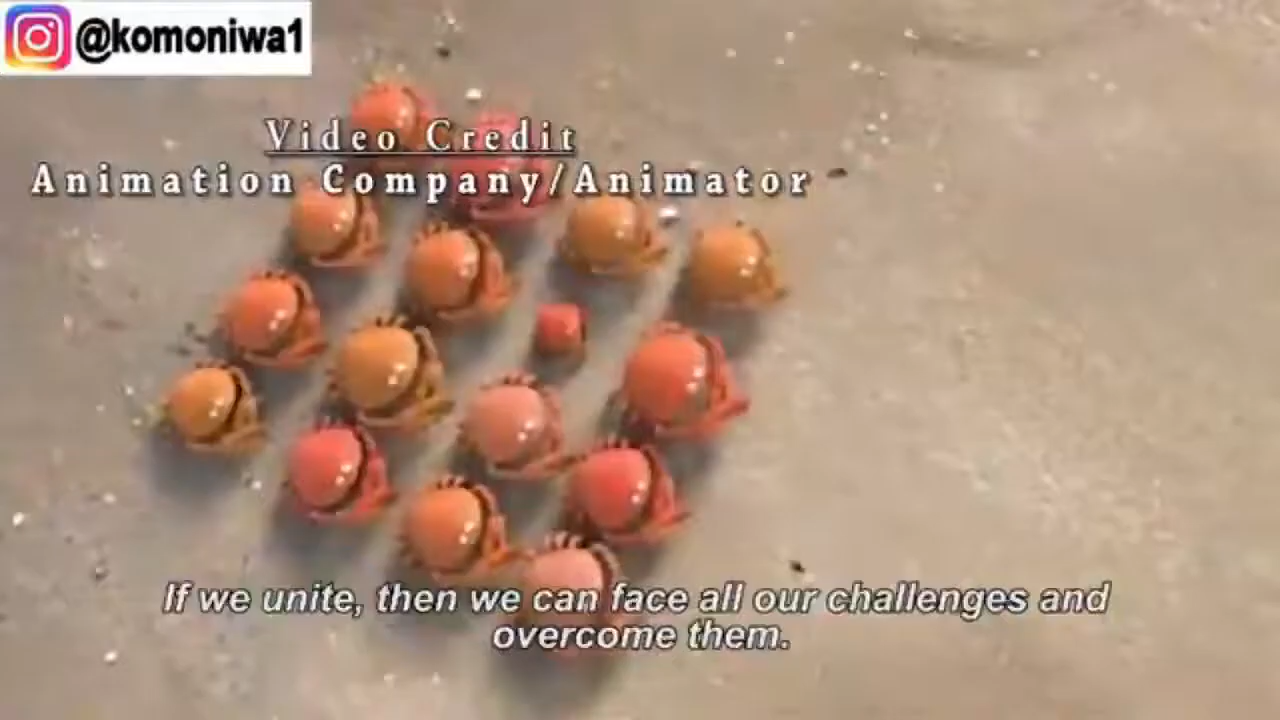 @komoniwa1
Video Credit
Animation Company/Animator
If we unite, then we can face all our challenges and
overcome them.